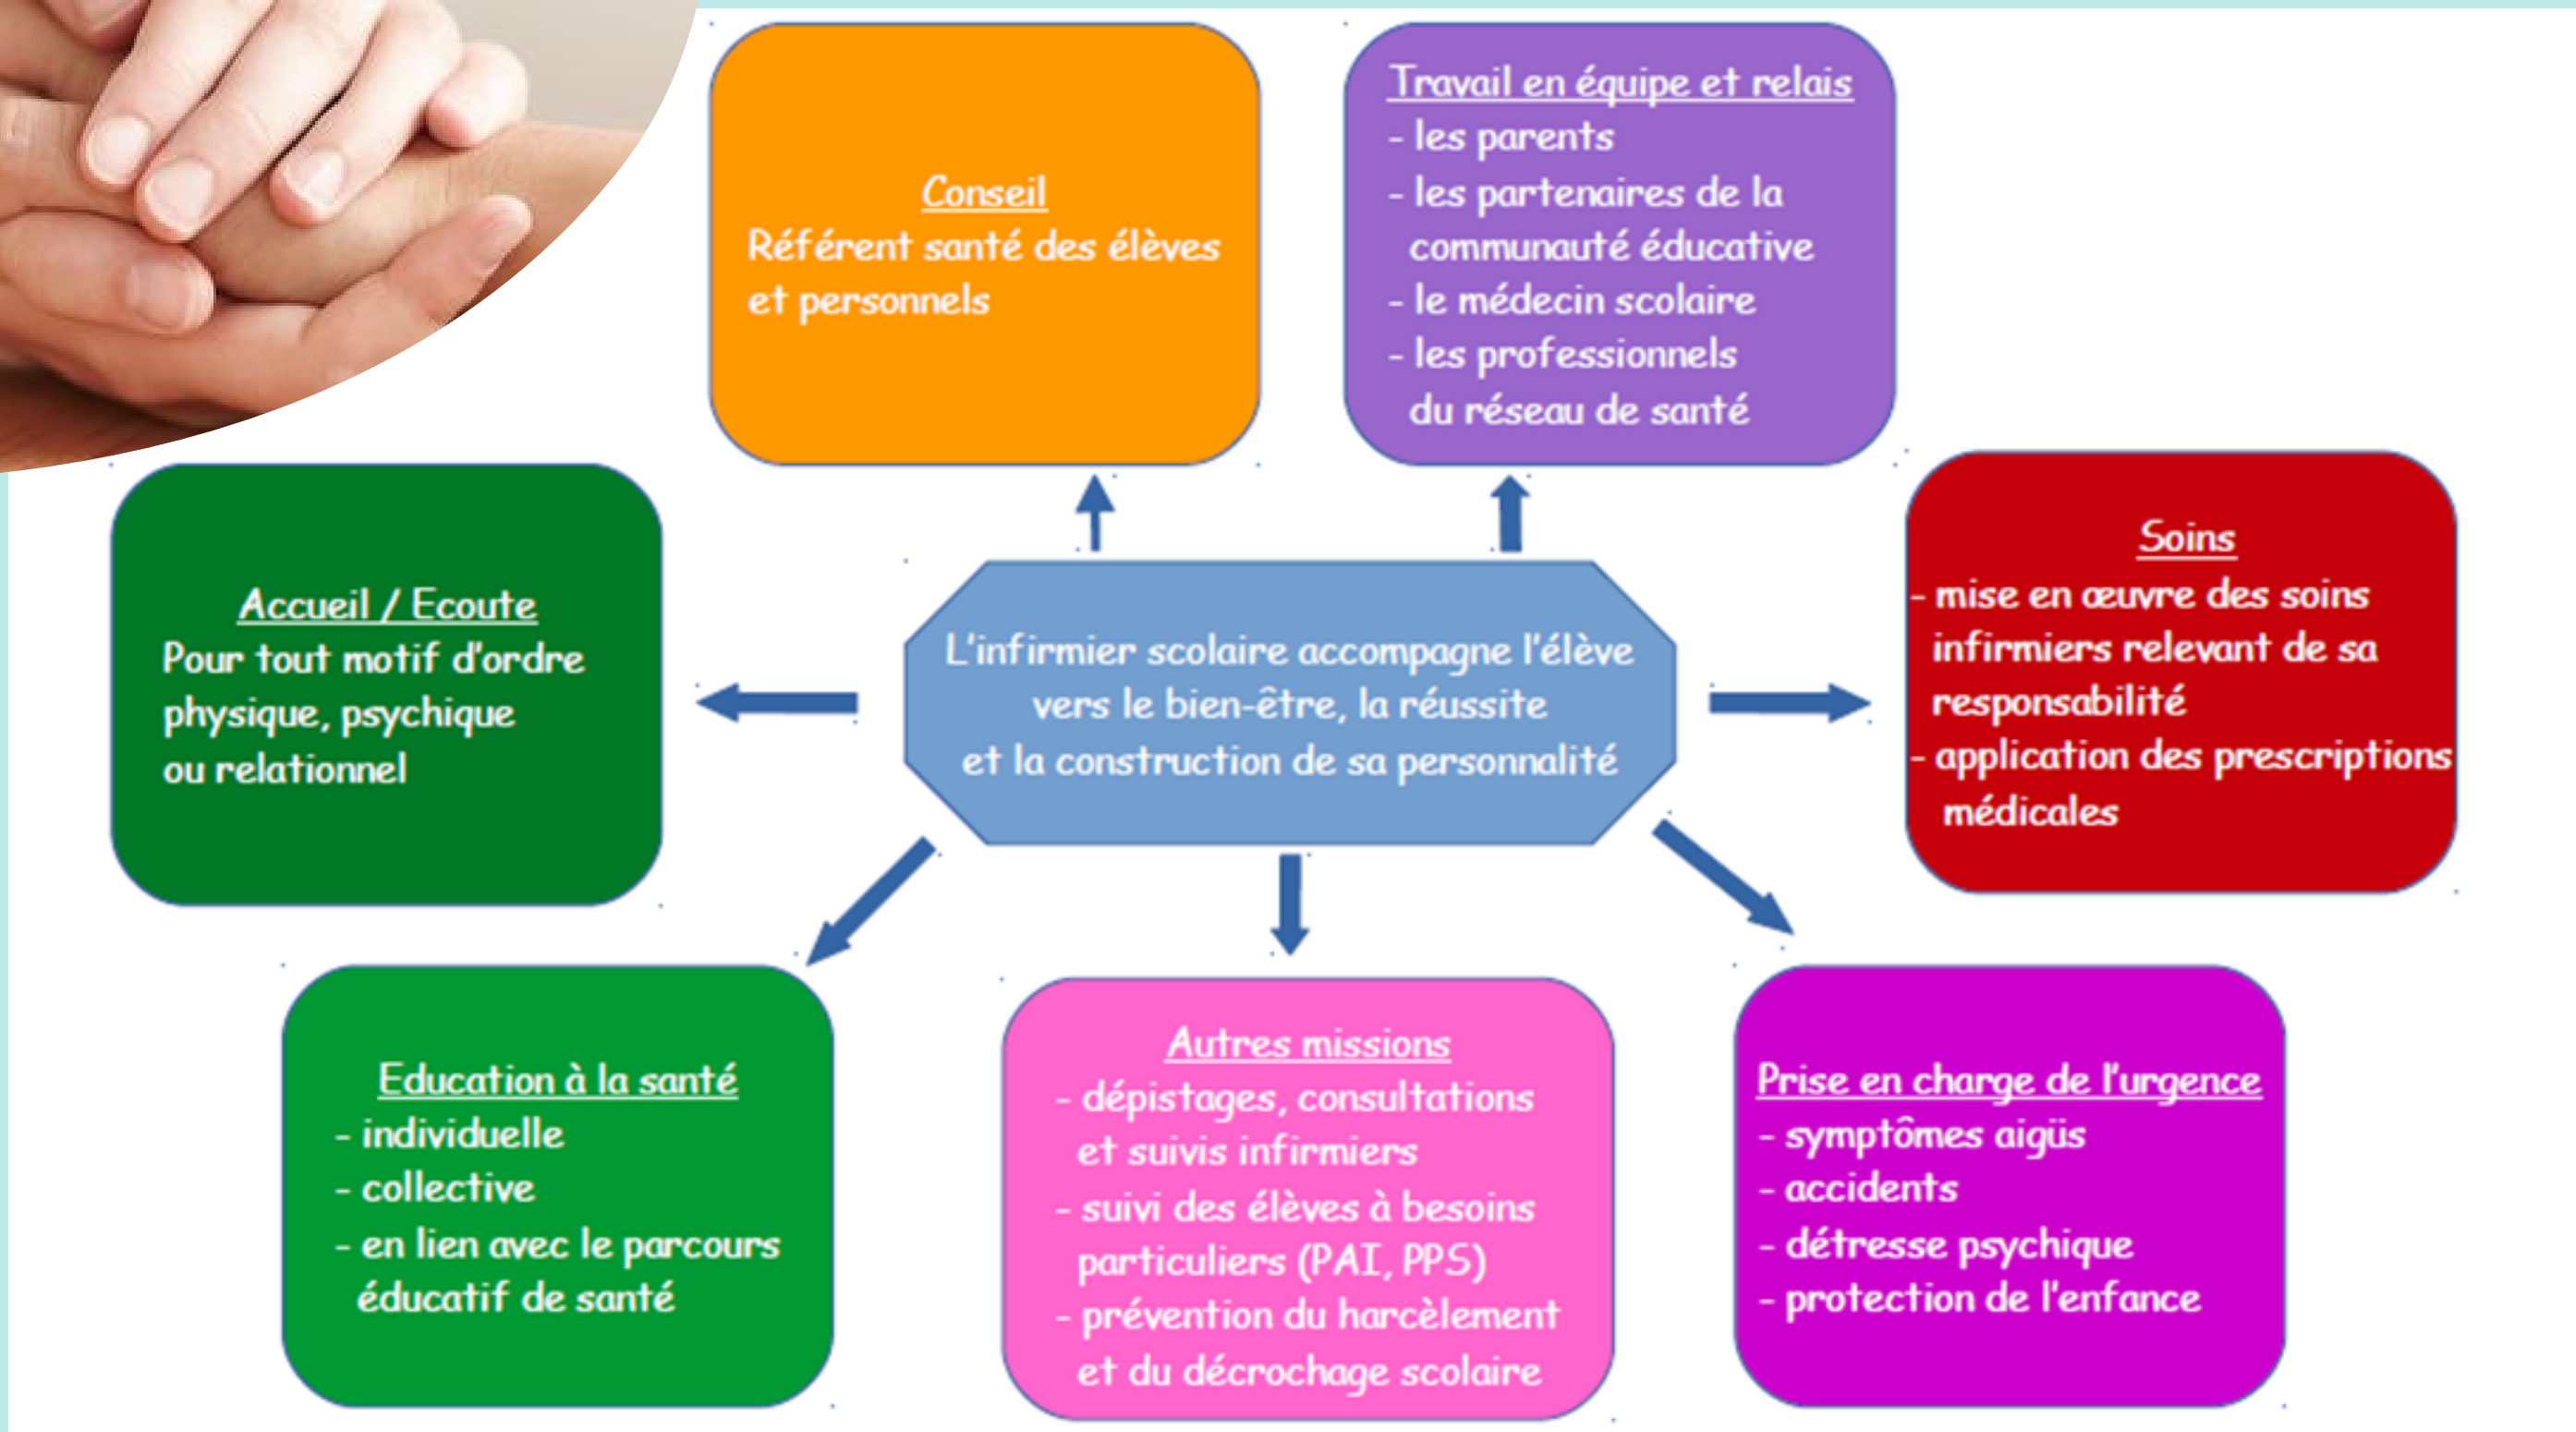 Conseil
Référent santé des élèves
et personnels
Travail en équipe et relais
- les parents
- les partenaires de la
communauté éducative
- le médecin scolaire
- les professionnels
du réseau de santé
Accueil / Ecoute
Pour tout motif d'ordre
physique, psychique
ou relationnel
L'infirmier scolaire accompagne l'élève
vers le bien-être, la réussite
et la construction de sa personnalité
Soins
- mise en œuvre des soins
infirmiers relevant de sa
responsabilité
- application des prescriptions
médicales
Education à la santé
- individuelle
- collective
- en lien avec le parcours
éducatif de santé
Autres missions
- dépistages, consultations
et suivis infirmiers
- suivi des élèves à besoins
particuliers (PAI, PPS)
- prévention du harcèlement
et du décrochage scolaire
Prise en charge de l'urgence
- symptômes aigüs
- accidents
- détresse psychique
- protection de l'enfance